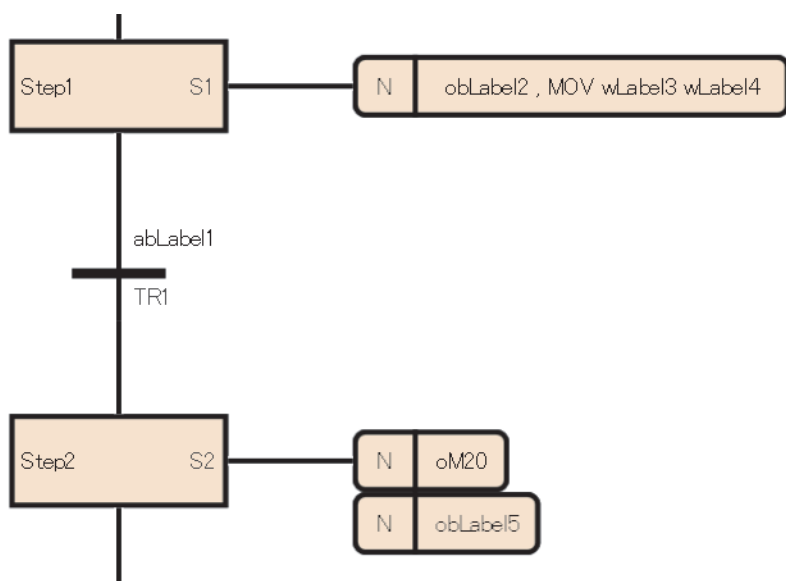 Step1 S1 N obLabel2 , MOV wLabel3 wLabel4
abLabel1
TR1
Step2 S2 N oM20
N obLabel5